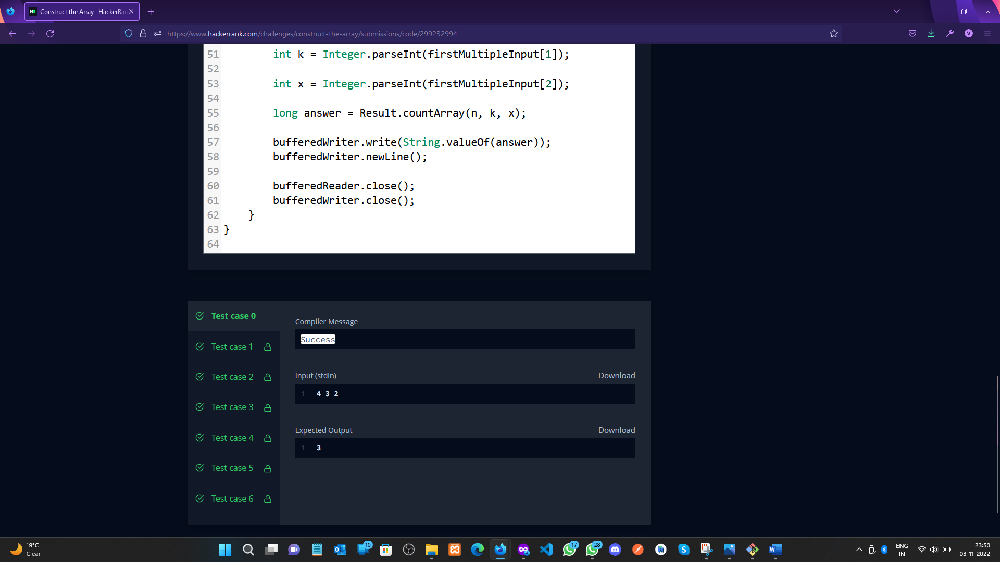 Construct the Array | HackerRan
https://www.hackerrank.com/challenges/construct-the-array/submissions/code/299232994
51 int k = Integer.parseInt(firstMultipleInput[1]);
52
53 int x = Integer.parseInt(firstMultipleInput[2]);
54
55 long answer = Result.countArray(n, k, x);
56
57 bufferedWriter.write(String.valueOf(answer));
58 bufferedWriter.newLine();
59
60 bufferedReader.close();
61 bufferedWriter.close();
62 }
63 }
64
Test case 0
Test case 1
Test case 2
Test case 3
Test case 4
Test case 5
Test case 6
Compiler Message
Success
Input (stdin) Download
1 4 3 2
Expected Output Download
1 3
19°C
Clear
10
17
28
ENG
IN
23:50
03-11-2022